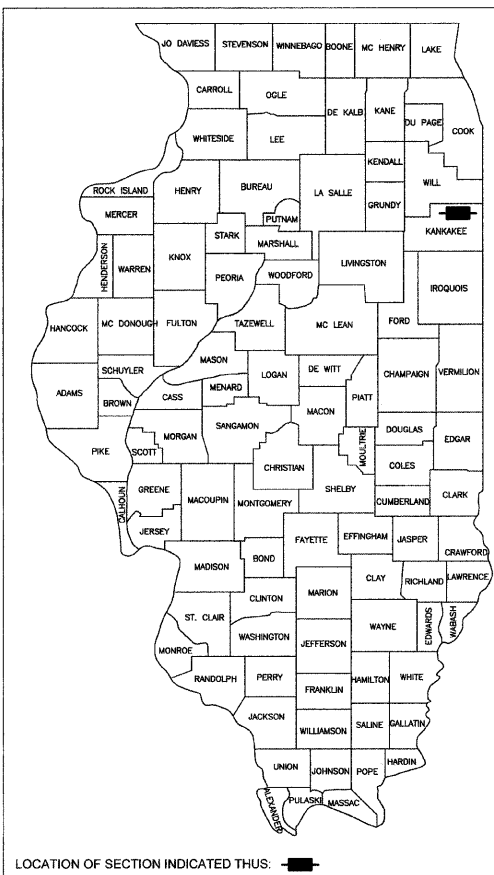 JO DAVIESS STEVENSON WINNEBAGO BOONE MC HENRY LAKE
CARROLL OGLE DE KALB KANE DU PAGE COOK
WHITESIDE LEE KENDALL WILL
ROCK ISLAND HENRY BUREAU LA SALLE GRUNDY
MERCER PUTNAM KANKAKEE
HENDERSON WARREN KNOX STARK MARSHALL LIVINGSTON
PEORIA WOODFORD IROQUOIS
HANCOCK MC DONOUGH FULTON TAZEWELL MC LEAN FORD
SCHUYLER MASON LOGAN DE WITT CHAMPAIGN VERMILION
ADAMS BROWN CASS MENARD MACON PIATT
PIKE SCOTT MORGAN SANGAMON MOULTRIE DOUGLAS EDGAR
CHRISTIAN COLES
CALHOUN GREENE MACOUPIN MONTGOMERY SHELBY CUMBERLAND CLARK
JERSEY FAYETTE EFFINGHAM JASPER CRAWFORD
MADISON BOND CLAY RICHLAND LAWRENCE
CLINTON MARION
ST. CLAIR WAYNE EDWARDS WABASH
MONROE WASHINGTON JEFFERSON
RANDOLPH PERRY HAMILTON WHITE
FRANKLIN
JACKSON WILLIAMSON SALINE GALLATIN
UNION JOHNSON POPE HARDIN
ALEXANDER PULASKI MASSAC
LOCATION OF SECTION INDICATED THUS: